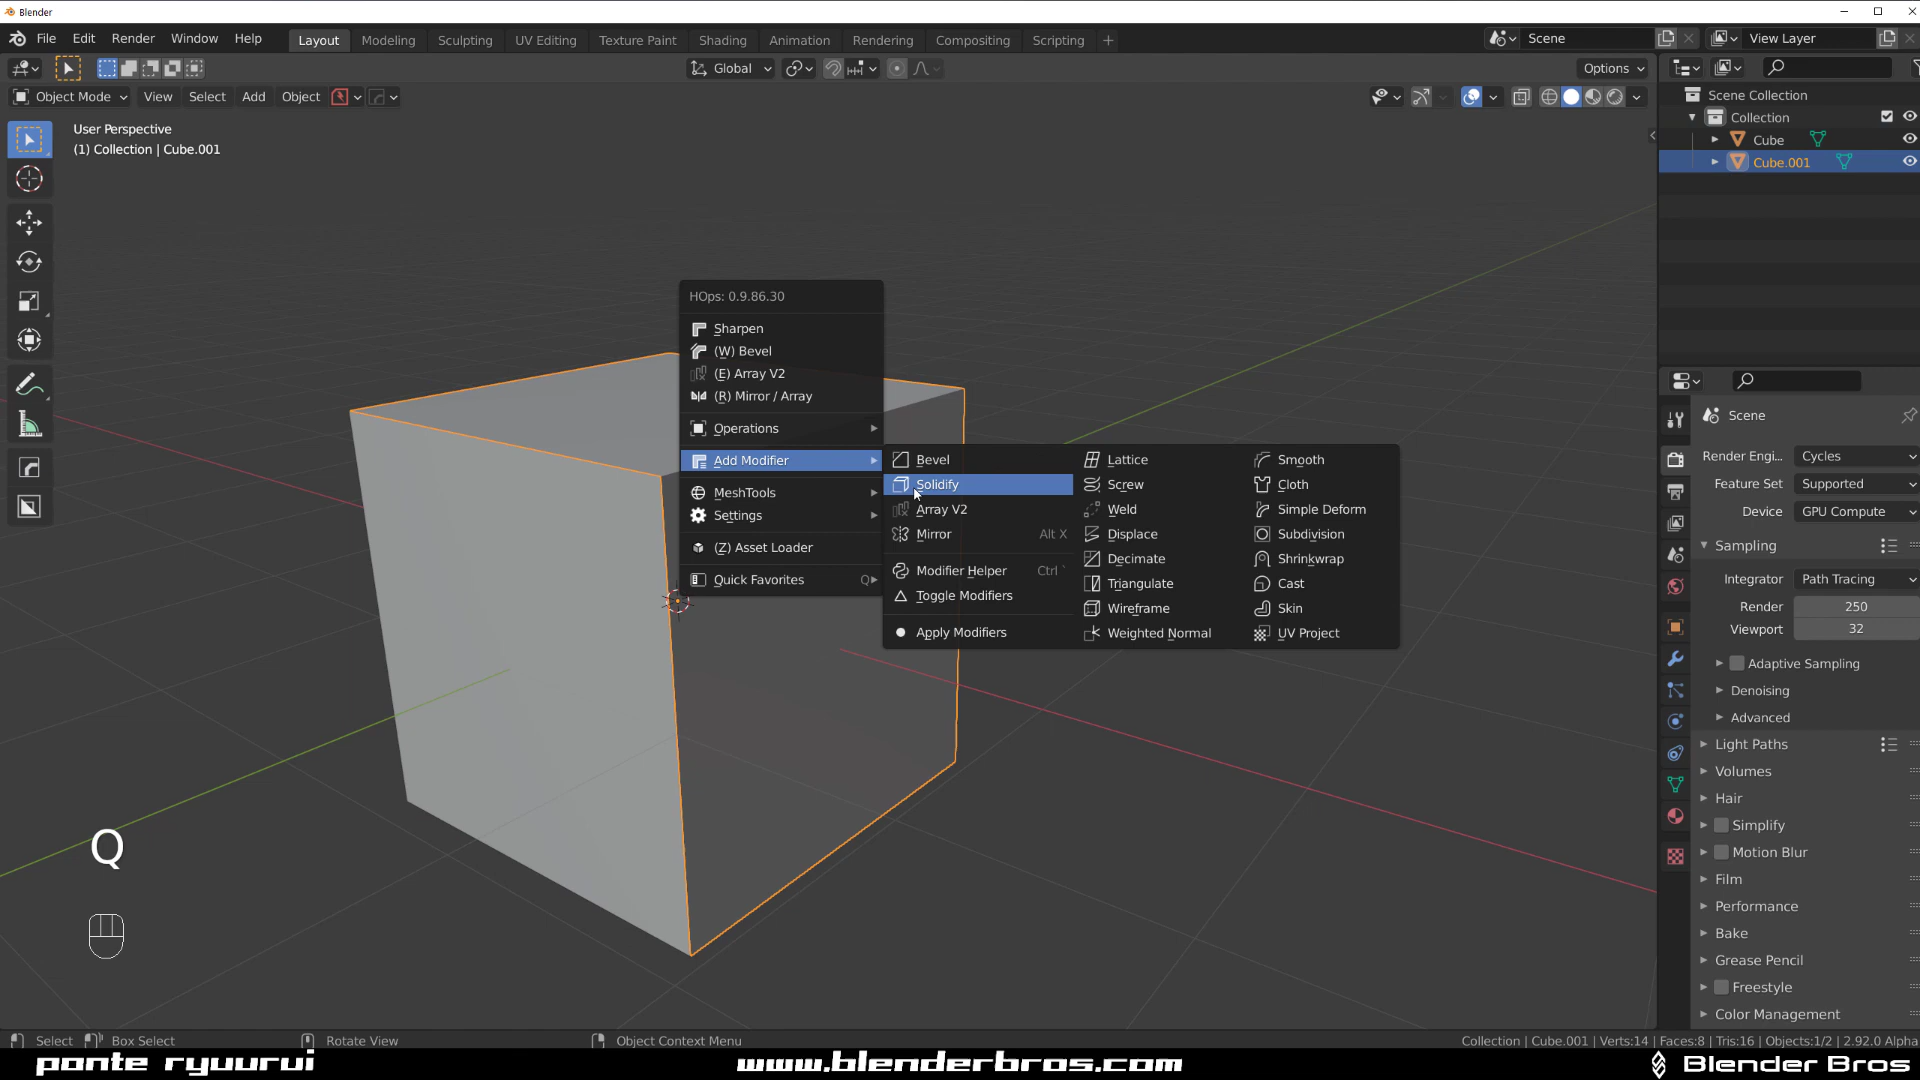 Blender
File Edit Render Window Help Layout Modeling Sculpting UV Editing Texture Paint Shading Animation Rendering Compositing Scripting + Scene View Layer
Global Options
Object Mode View Select Add Object
User Perspective
(1) Collection | Cube.001
Scene Collection
Collection
Cube
Cube.001
HOps: 0.9.86.30
Sharpen
(W) Bevel
(E) Array V2
(R) Mirror / Array
Operations
Add Modifier
MeshTools
Settings
(Z) Asset Loader
Quick Favorites Q
Bevel
Solidify
Array V2
Mirror Alt X
Modifier Helper Ctrl `
Toggle Modifiers
Apply Modifiers
Lattice
Screw
Weld
Displace
Decimate
Triangulate
Wireframe
Weighted Normal
Smooth
Cloth
Simple Deform
Subdivision
Shrinkwrap
Cast
Skin
UV Project
Scene
Render Engi... Cycles
Feature Set Supported
Device GPU Compute
Sampling
Integrator Path Tracing
Render 250
Viewport 32
Adaptive Sampling
Denoising
Advanced
Light Paths
Volumes
Hair
Simplify
Motion Blur
Film
Performance
Bake
Grease Pencil
Freestyle
Color Management
Q
Select Box Select Rotate View Object Context Menu Collection | Cube.001 | Verts:14 | Faces:8 | Tris:16 | Objects:1/2 | 2.92.0 Alpha
ponte ryuurui www.blenderbros.com Blender Bros